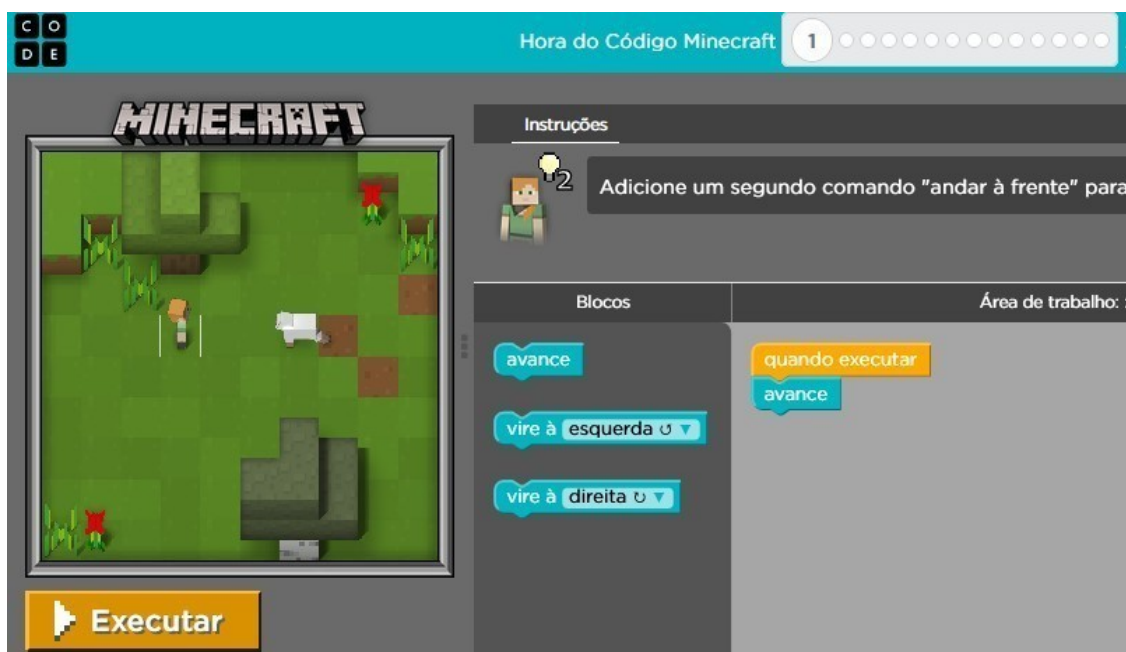 C O
D E
Hora do Código Minecraft
1
MINECRAFT
Instruções
2
Adicione um segundo comando "andar à frente" para
Blocos
Área de trabalho:
avance
quando executar
avance
vire à esquerda ↺ ▼
vire à direita ↻ ▼
Executar